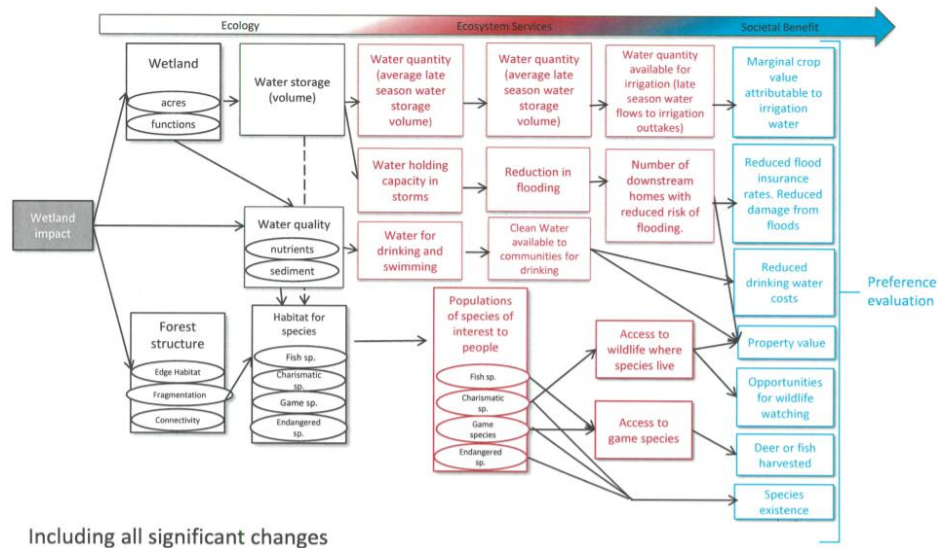 Ecology
Ecosystem Services
Societal Benefit
Wetland
acres
functions
Water storage
(volume)
Water quantity
(average late
season water
storage
volume)
Water quantity
(average late
season water
storage
volume)
Water quantity
available for
irrigation (late
season water
flows to irrigation
outtakes)
Marginal crop
value
attributable to
irrigation
water
Water holding
capacity in
storms
Reduction in
flooding
Number of
downstream
homes with
reduced risk of
flooding.
Reduced flood
insurance
rates. Reduced
damage from
floods
Wetland
impact
Water quality
nutrients
sediment
Water for
drinking and
swimming
Clean Water
available to
communities for
drinking
Reduced
drinking water
costs
Preference
evaluation
Forest
structure
Edge Habitat
Fragmentation
Connectivity
Habitat for
species
Fish sp.
Charismatic
sp.
Game sp.
Endangered
sp.
Populations
of species of
interest to
people
Fish sp.
Charismatic
sp.
Game
species
Endangered
sp.
Access to
wildlife where
species live
Access to
game species
Property value
Opportunities
for wildlife
watching
Deer or fish
harvested
Species
existence
Including all significant changes